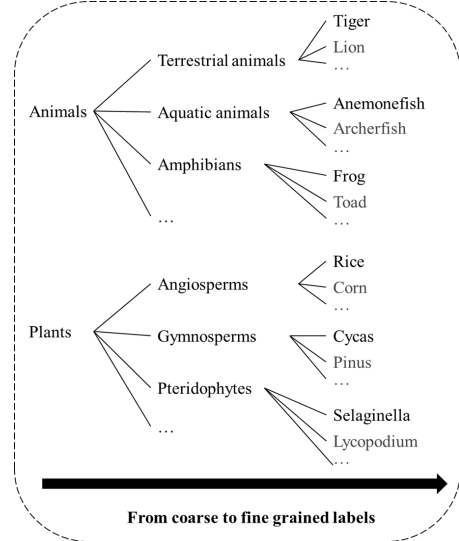 Tiger
Terrestrial animals
Lion
…
Animals
Aquatic animals
Anemonefish
Archerfish
…
Amphibians
Frog
Toad
…
…
Rice
Angiosperms
Corn
…
Plants
Gymnosperms
Cycas
Pinus
…
Pteridophytes
Selaginella
…
Lycopodium
…
From coarse to fine grained labels